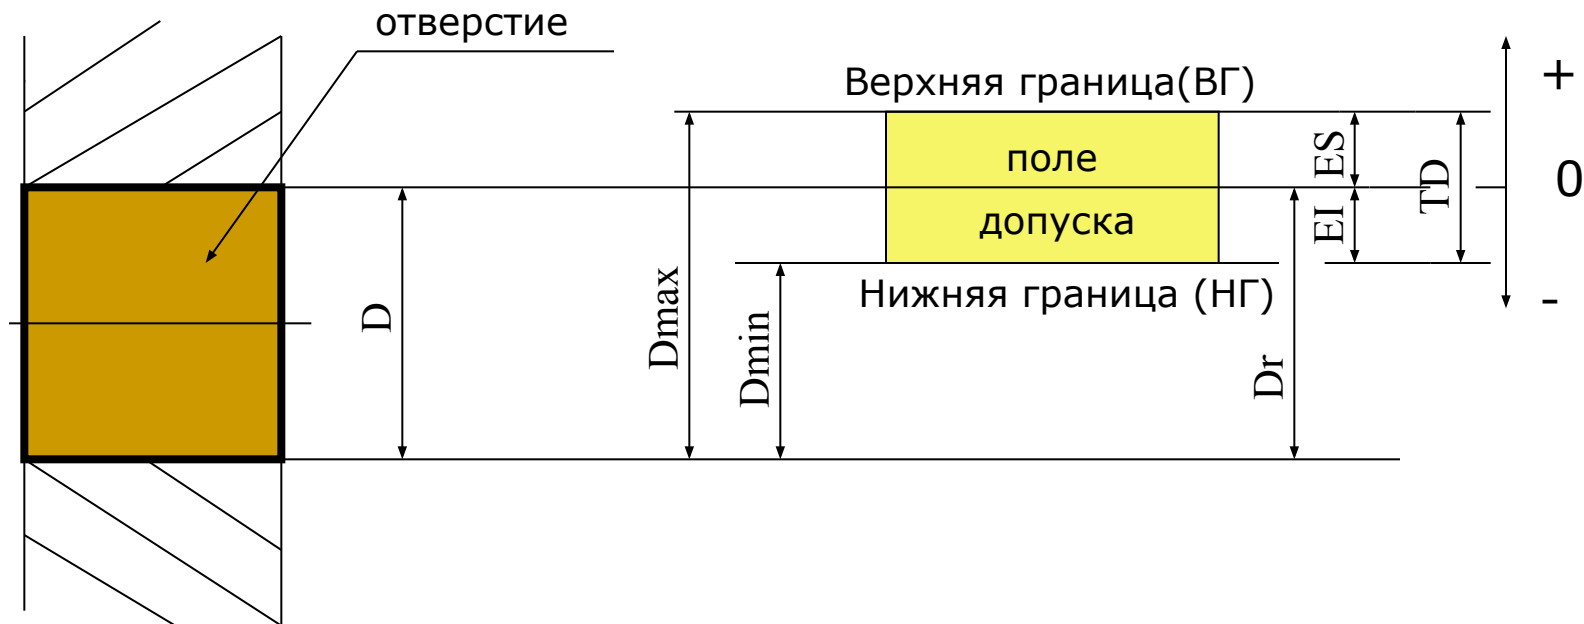 отверстие
Верхняя граница(ВГ)
+
поле
ES
TD
0
допуска
EI
Нижняя граница (НГ)
-
D
Dmax
Dmin
Dr